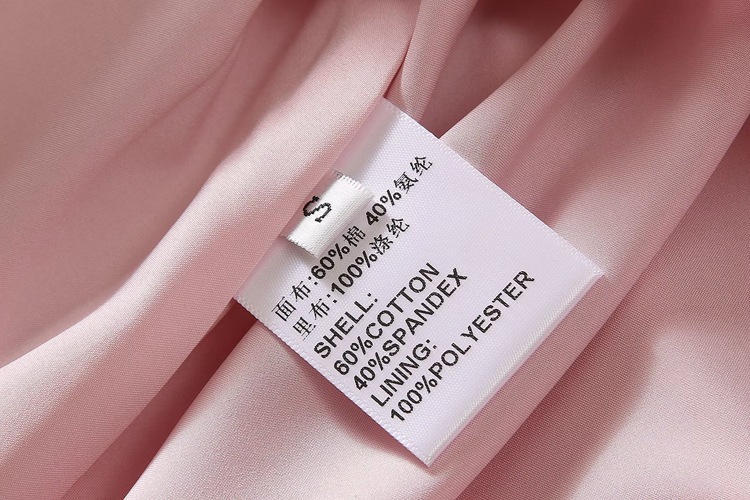 S
面布:60%棉 40%氨纶
里布:100%涤纶
SHELL:
60%COTTON
40%SPANDEX
LINING:
100%POLYESTER